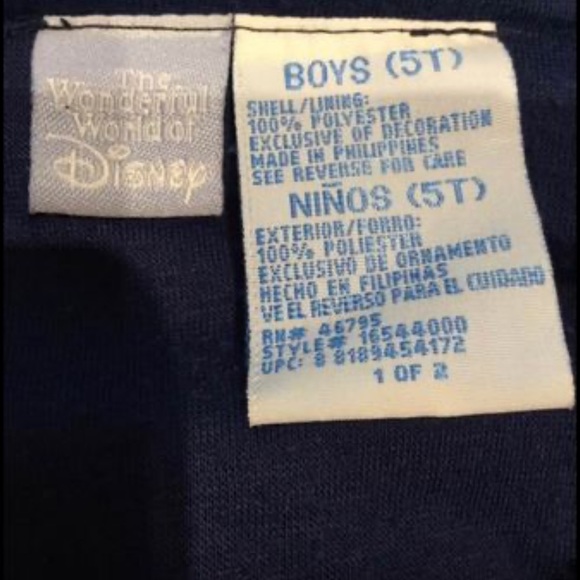 The
Wonderful
World of
Disney
BOYS (5T)
SHELL/LINING:
100% POLYESTER
EXCLUSIVE OF DECORATION
MADE IN PHILIPPINES
SEE REVERSE FOR CARE
NIÑOS (5T)
EXTERIOR/FORRO:
100% POLIESTER
EXCLUSIVO DE ORNAMENTO
HECHO EN FILIPINAS
VE EL REVERSO PARA EL CUIDADO
RN# 46795
STYLE# 16544000
UPC: 8 8189454172
1 OF 2